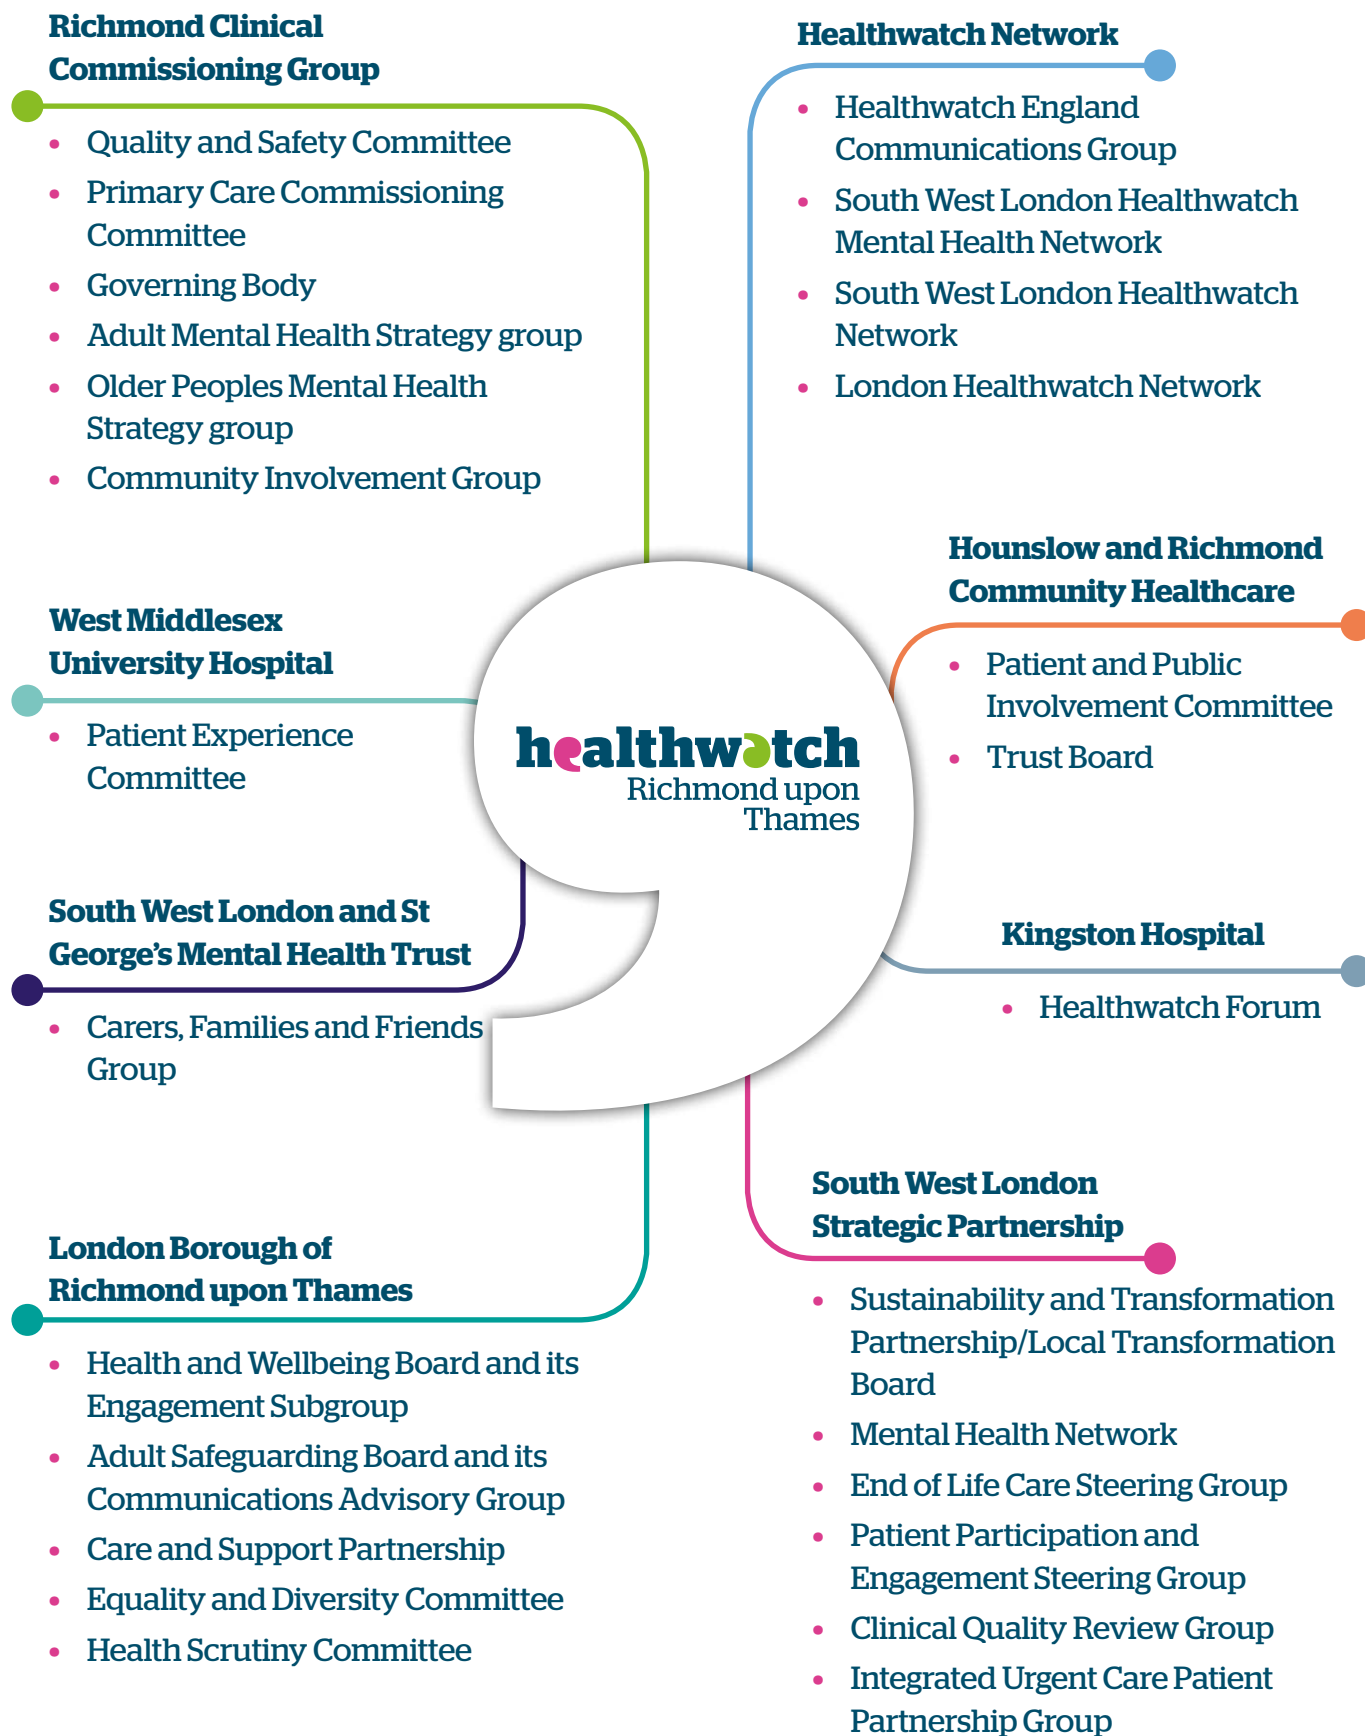 Richmond Clinical
Commissioning Group
• Quality and Safety Committee
• Primary Care Commissioning
Committee
• Governing Body
• Adult Mental Health Strategy group
• Older Peoples Mental Health
Strategy group
• Community Involvement Group
West Middlesex
University Hospital
• Patient Experience
Committee
South West London and St
George’s Mental Health Trust
• Carers, Families and Friends
Group
London Borough of
Richmond upon Thames
• Health and Wellbeing Board and its
Engagement Subgroup
• Adult Safeguarding Board and its
Communications Advisory Group
• Care and Support Partnership
• Equality and Diversity Committee
• Health Scrutiny Committee
healthwatch
Richmond upon
Thames
Healthwatch Network
• Healthwatch England
Communications Group
• South West London Healthwatch
Mental Health Network
• South West London Healthwatch
Network
• London Healthwatch Network
Hounslow and Richmond
Community Healthcare
• Patient and Public
Involvement Committee
• Trust Board
Kingston Hospital
• Healthwatch Forum
South West London
Strategic Partnership
• Sustainability and Transformation
Partnership/Local Transformation
Board
• Mental Health Network
• End of Life Care Steering Group
• Patient Participation and
Engagement Steering Group
• Clinical Quality Review Group
• Integrated Urgent Care Patient
Partnership Group